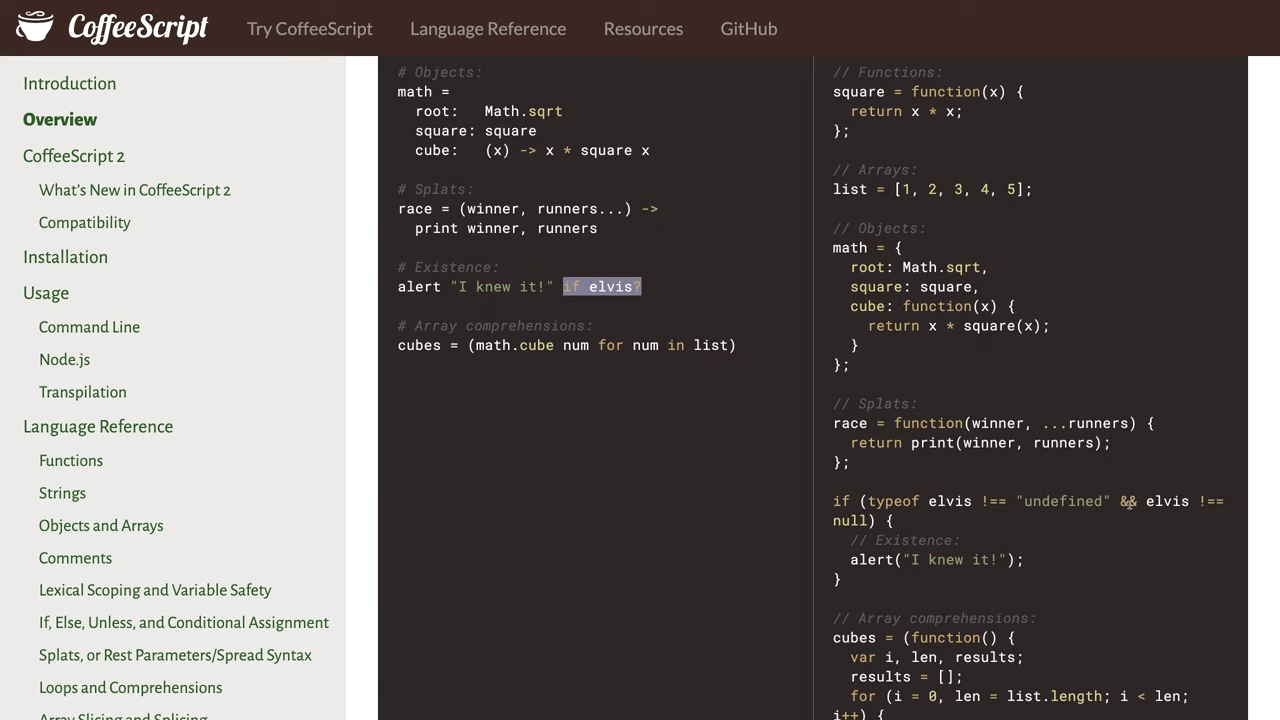 CoffeeScript
Try CoffeeScript
Language Reference
Resources
GitHub
Introduction
Overview
CoffeeScript 2
What's New in CoffeeScript 2
Compatibility
Installation
Usage
Command Line
Node.js
Transpilation
Language Reference
Functions
Strings
Objects and Arrays
Comments
Lexical Scoping and Variable Safety
If, Else, Unless, and Conditional Assignment
Splats, or Rest Parameters/Spread Syntax
Loops and Comprehensions
Array Slicing and Splicing
# Objects:
math =
  root:   Math.sqrt
  square: square
  cube:   (x) -> x * square x
# Splats:
race = (winner, runners...) ->
  print winner, runners
# Existence:
alert "I knew it!" if elvis?
# Array comprehensions:
cubes = (math.cube num for num in list)
// Functions:
square = function(x) {
  return x * x;
};
// Arrays:
list = [1, 2, 3, 4, 5];
// Objects:
math = {
  root: Math.sqrt,
  square: square,
  cube: function(x) {
    return x * square(x);
  }
};
// Splats:
race = function(winner, ...runners) {
  return print(winner, runners);
};
if (typeof elvis !== "undefined" && elvis !==
null) {
  // Existence:
  alert("I knew it!");
}
// Array comprehensions:
cubes = (function() {
  var i, len, results;
  results = [];
  for (i = 0, len = list.length; i < len;
i++) {